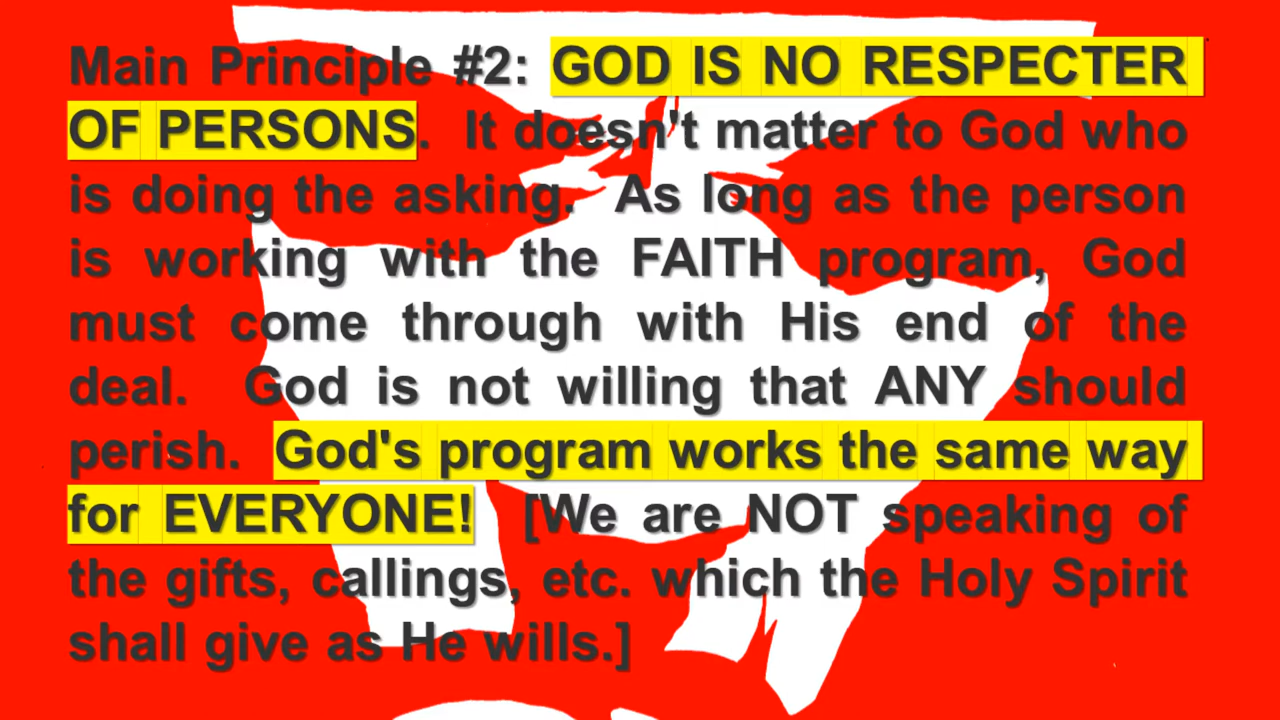 Main Principle #2: GOD IS NO RESPECTER
OF PERSONS. It doesn't matter to God who
is doing the asking. As long as the person
is working with the FAITH program, God
must come through with His end of the
deal. God is not willing that ANY should
perish. God's program works the same way
for EVERYONE! [We are NOT speaking of
the gifts, callings, etc. which the Holy Spirit
shall give as He wills.]